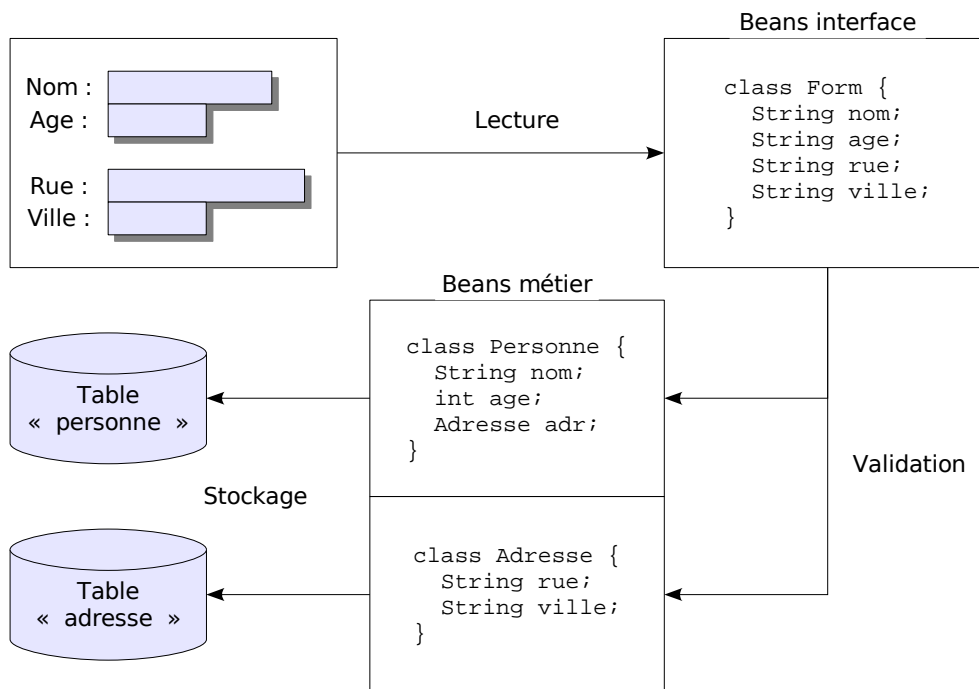 Nom :
Age :
Rue :
Ville :
Lecture
Beans interface
class Form {
String nom;
String age;
String rue;
String ville;
}
Beans métier
class Personne {
String nom;
int age;
Adresse adr;
}
class Adresse {
String rue;
String ville;
}
Validation
Table
« personne »
Stockage
Table
« adresse »